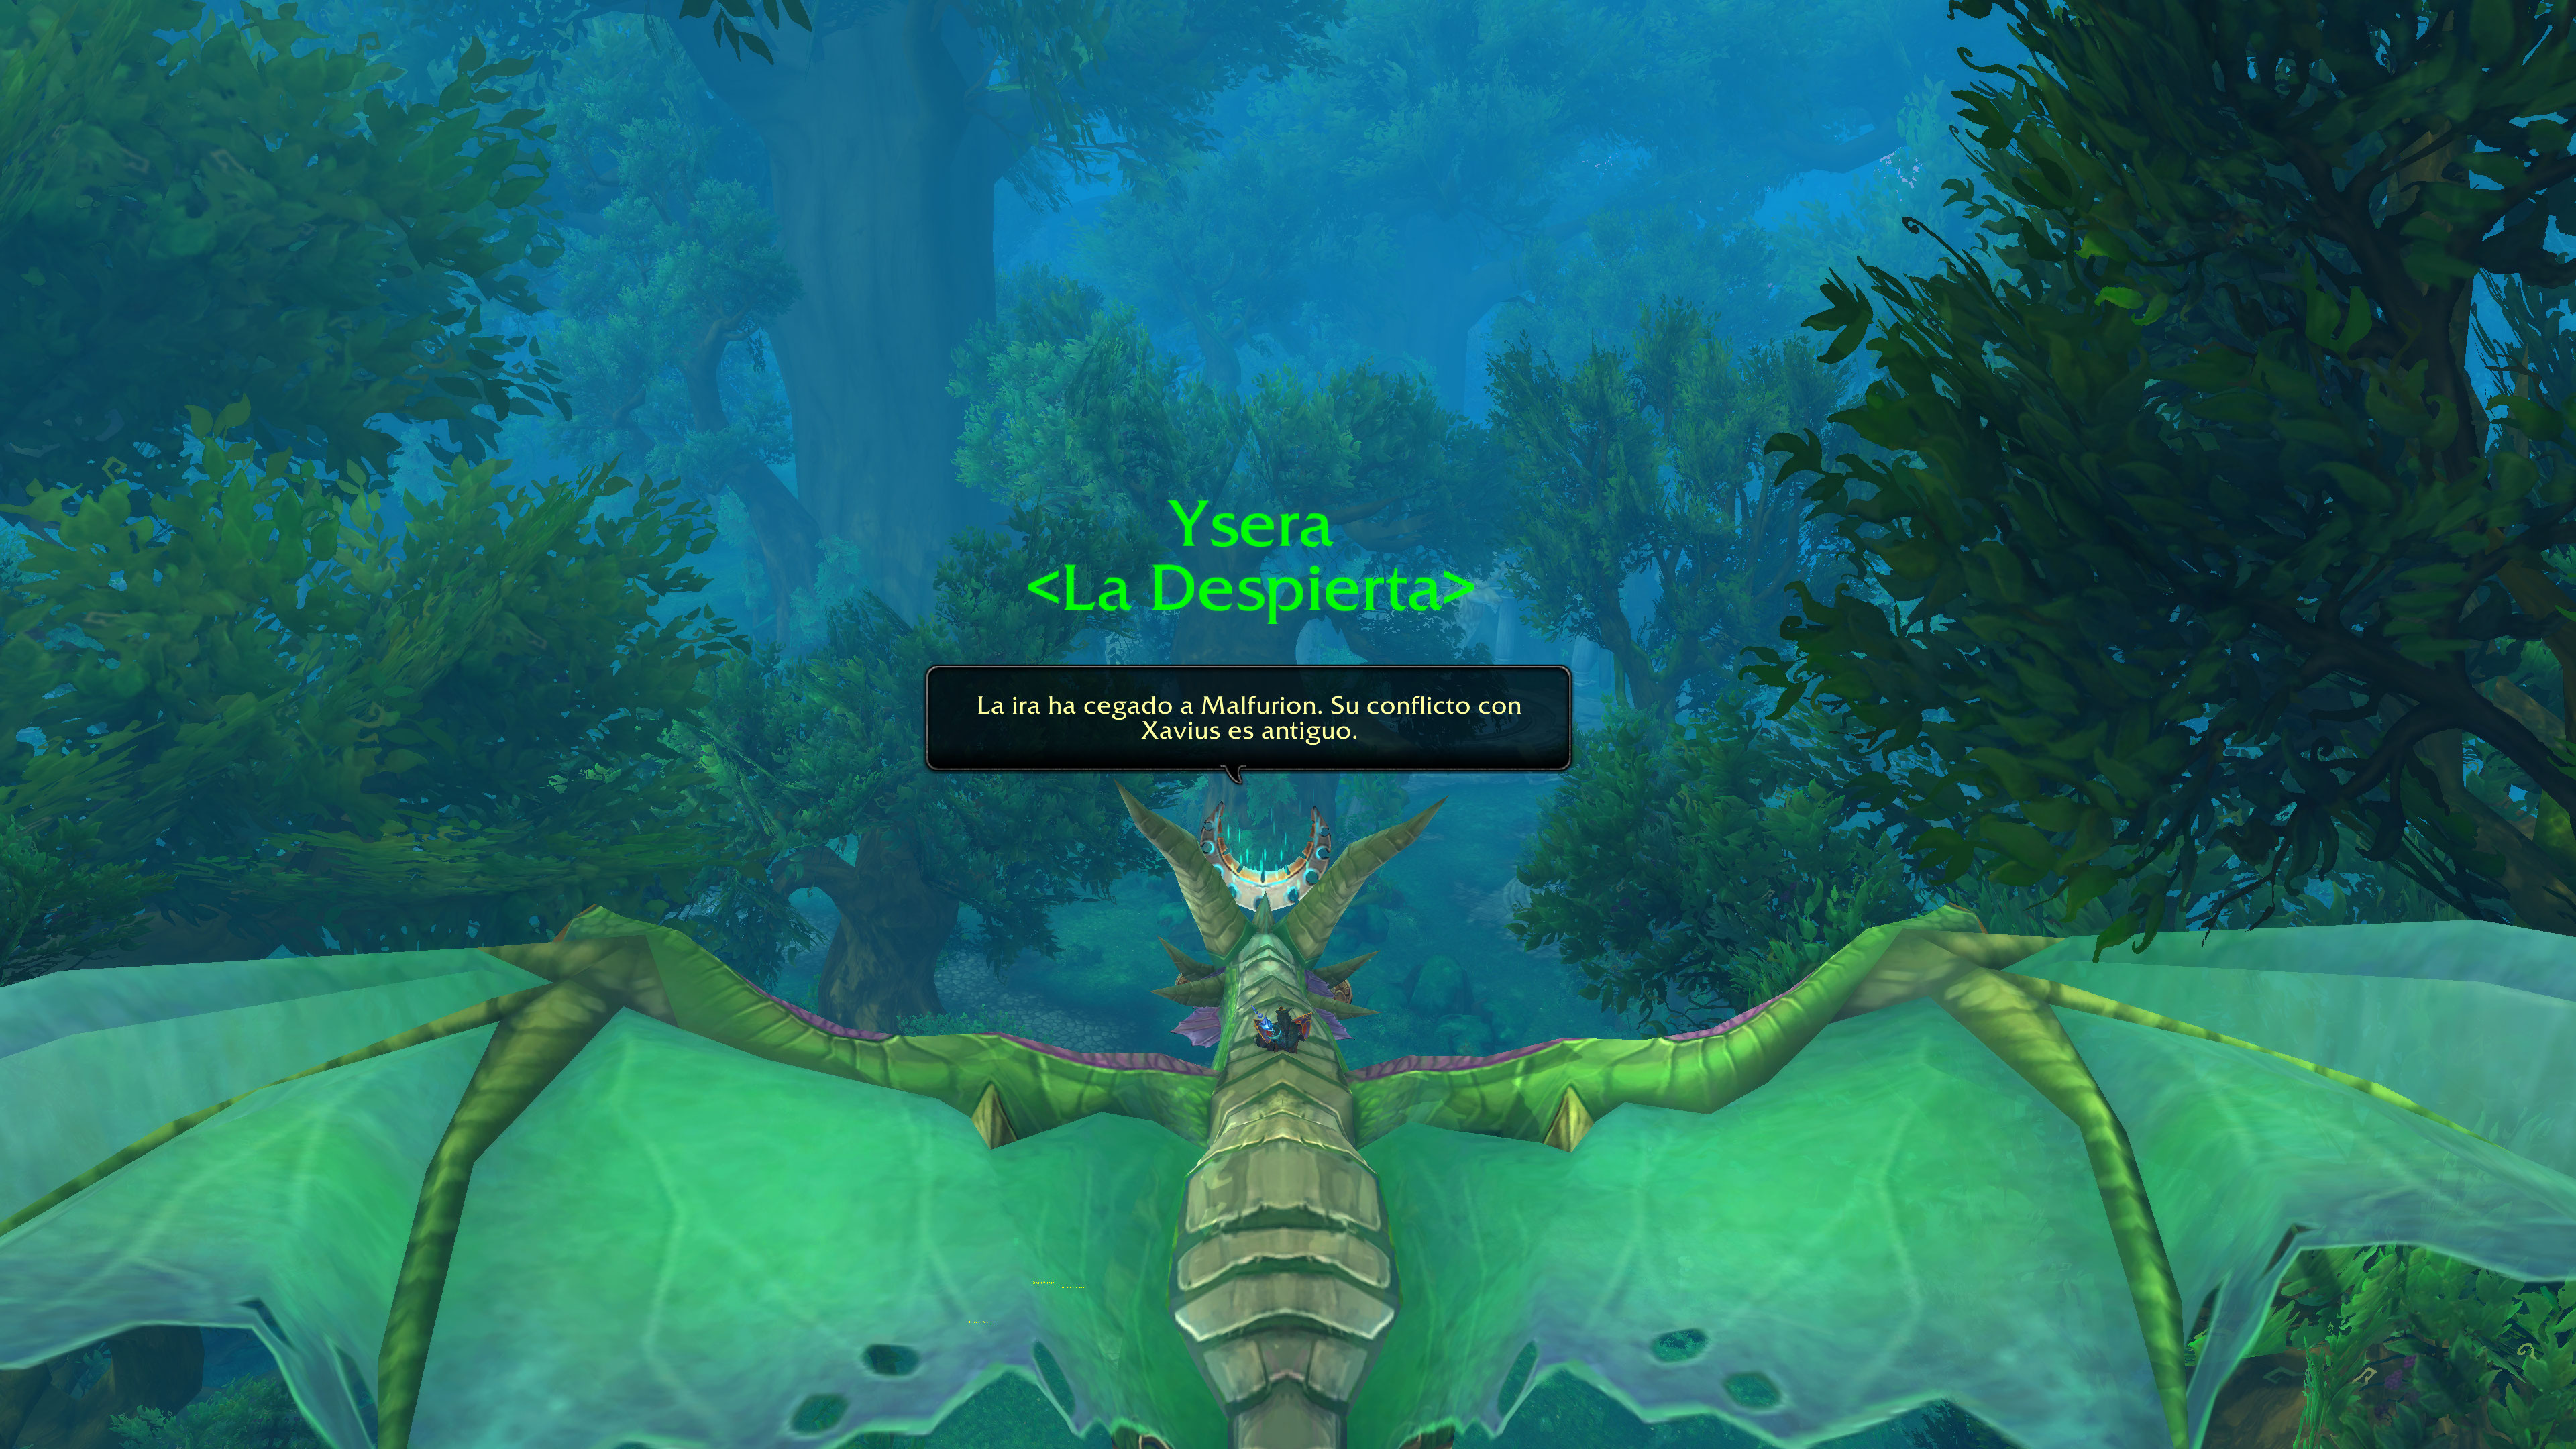 Ysera
<La Despierta>
La ira ha cegado a Malfurion. Su conflicto con
Xavius es antiguo.